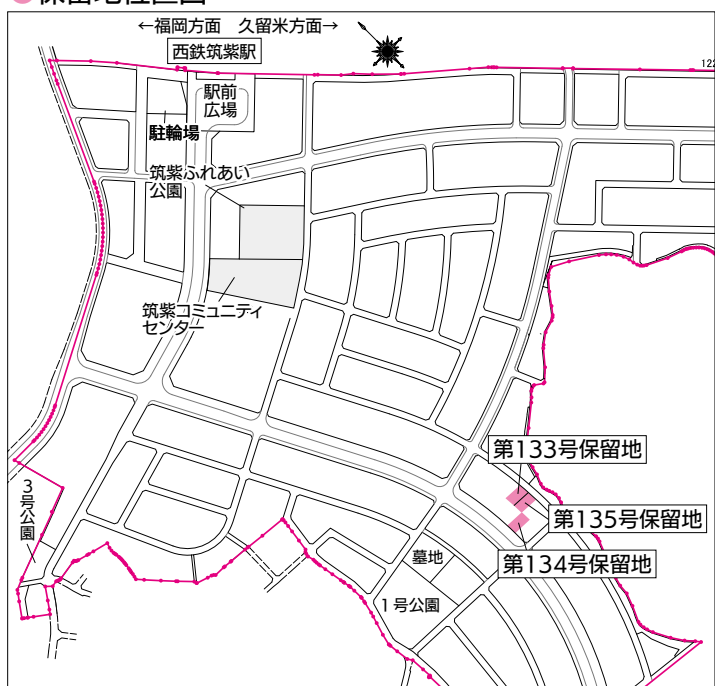 ●保留地位置図
←福岡方面 久留米方面→
西鉄筑紫駅
122
駅前
広場
駐輪場
筑紫ふれあい
公園
筑紫コミュニティ
センター
第133号保留地
第135号保留地
第134号保留地
3号公園
墓地
1号公園